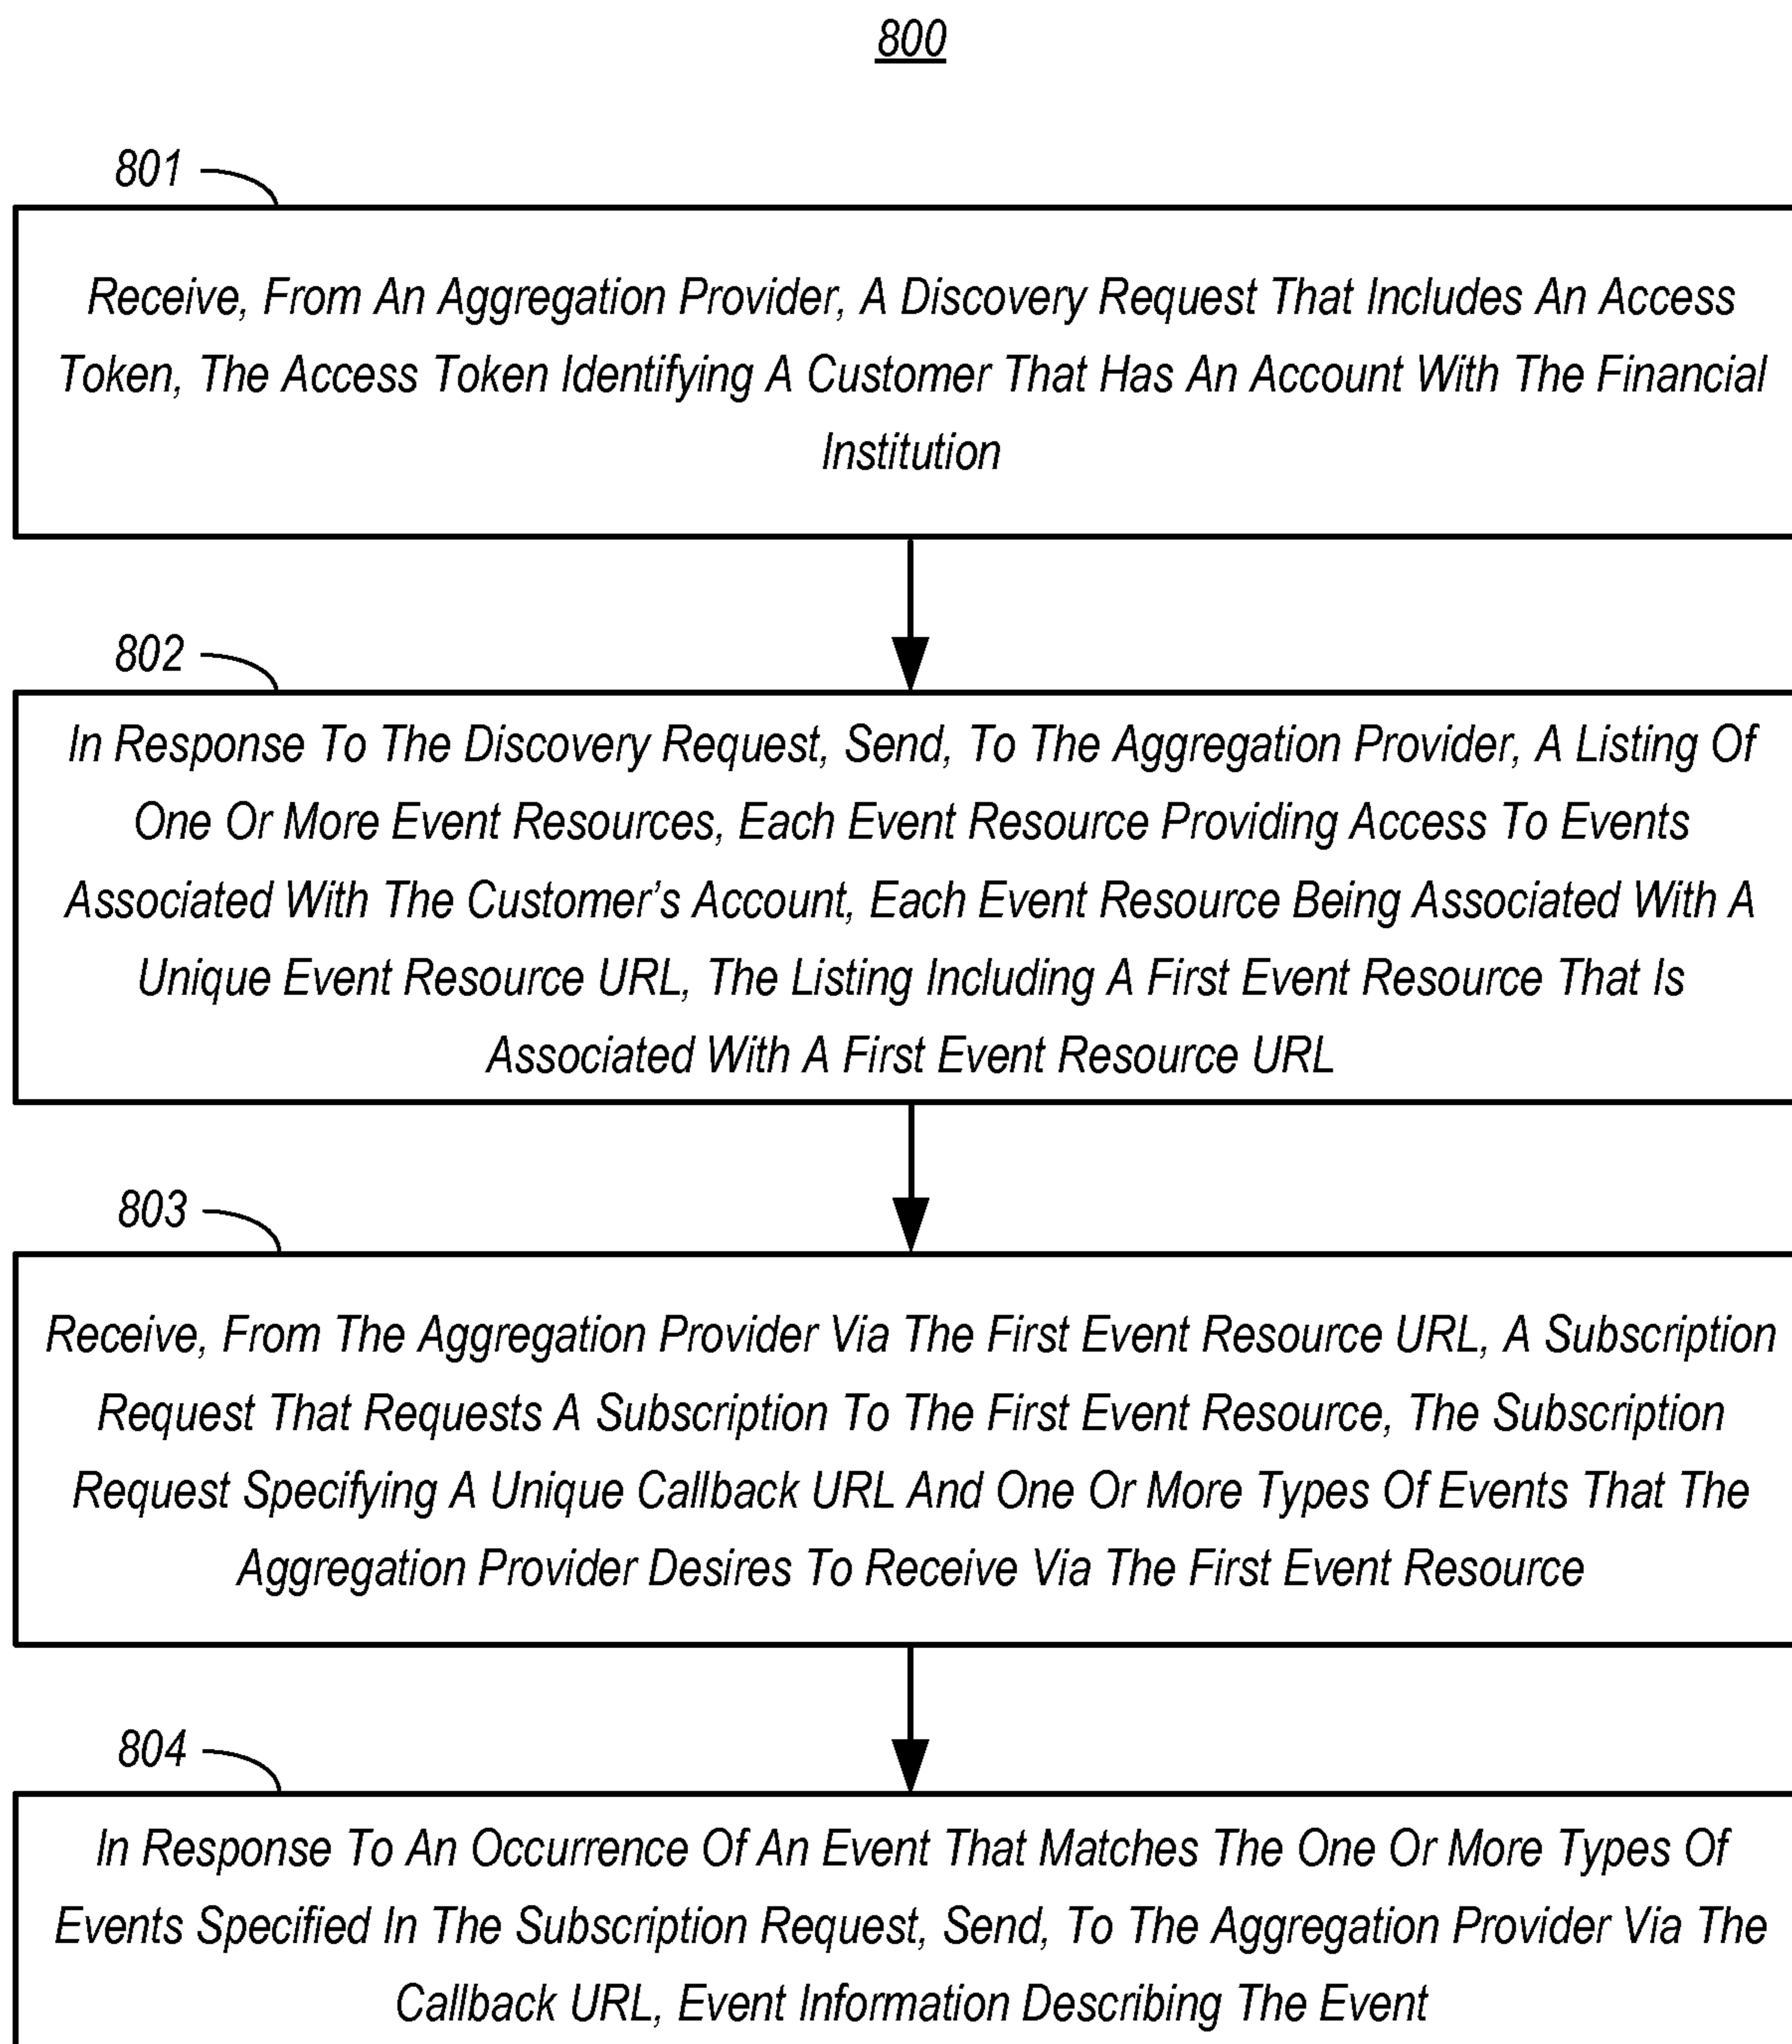 800
801
Receive, From An Aggregation Provider, A Discovery Request That Includes An Access
Token, The Access Token Identifying A Customer That Has An Account With The Financial
Institution
802
In Response To The Discovery Request, Send, To The Aggregation Provider, A Listing Of
One Or More Event Resources, Each Event Resource Providing Access To Events
Associated With The Customer’s Account, Each Event Resource Being Associated With A
Unique Event Resource URL, The Listing Including A First Event Resource That Is
Associated With A First Event Resource URL
803
Receive, From The Aggregation Provider Via The First Event Resource URL, A Subscription
Request That Requests A Subscription To The First Event Resource, The Subscription
Request Specifying A Unique Callback URL And One Or More Types Of Events That The
Aggregation Provider Desires To Receive Via The First Event Resource
804
In Response To An Occurrence Of An Event That Matches The One Or More Types Of
Events Specified In The Subscription Request, Send, To The Aggregation Provider Via The
Callback URL, Event Information Describing The Event